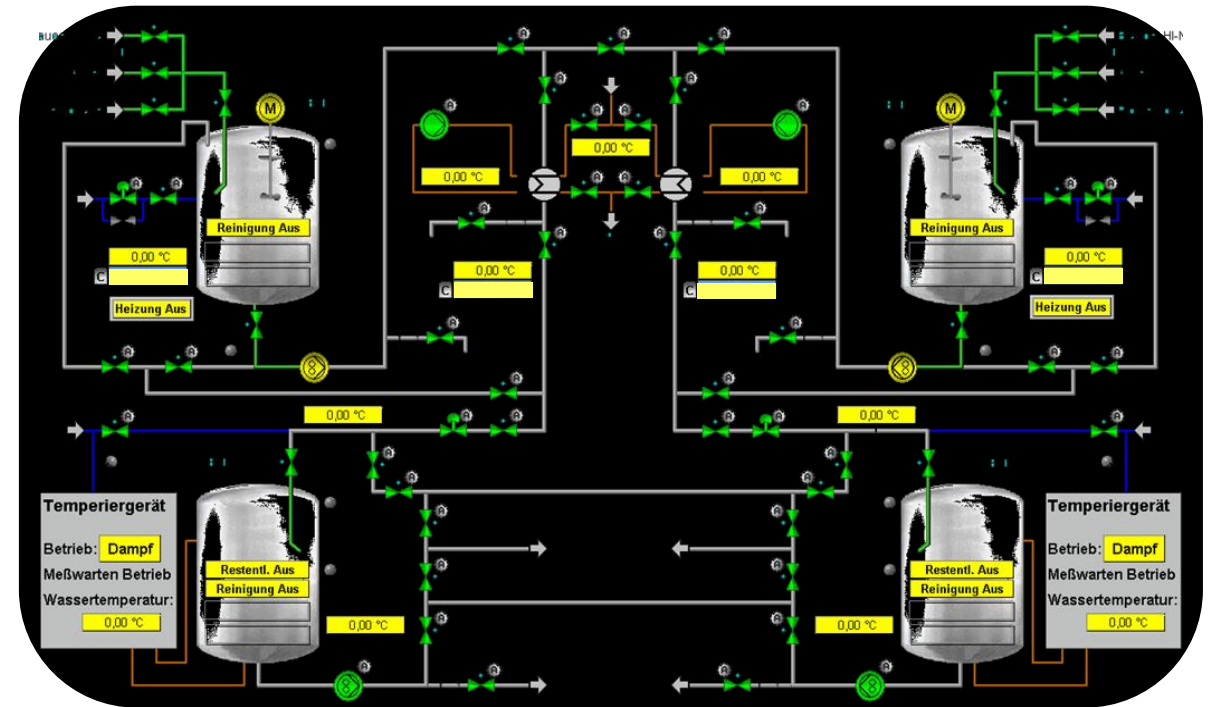 M
M
0,00 °C
0,00 °C
0,00 °C
Reinigung Aus
Reinigung Aus
0,00 °C
0,00 °C
0,00 °C
0,00 °C
C
C
C
C
Heizung Aus
Heizung Aus
0,00 °C
0,00 °C
Temperiergerät
Betrieb: Dampf
Meßwarten Betrieb
Wassertemperatur:
0,00 °C
Restentl. Aus
Reinigung Aus
0,00 °C
0,00 °C
Restentl. Aus
Reinigung Aus
Temperiergerät
Betrieb: Dampf
Meßwarten Betrieb
Wassertemperatur:
0,00 °C